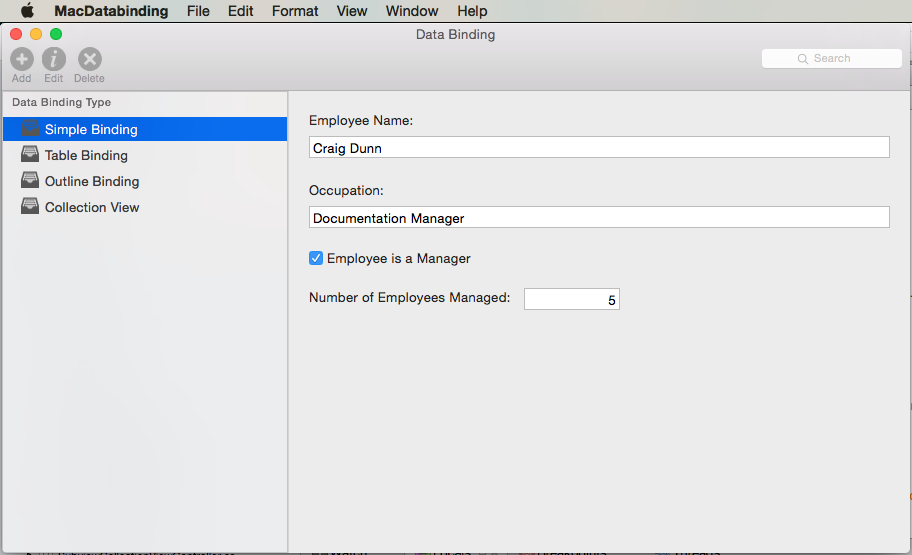 MacDatabinding File Edit Format View Window Help
Data Binding
Add Edit Delete
Search
Data Binding Type
Simple Binding
Table Binding
Outline Binding
Collection View
Employee Name:
Craig Dunn
Occupation:
Documentation Manager
Employee is a Manager
Number of Employees Managed: 5